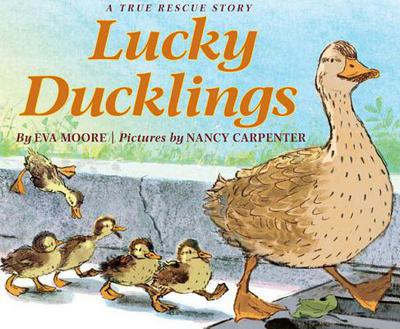 A TRUE RESCUE STORY
Lucky
Ducklings
By EVA MOORE | Pictures by NANCY CARPENTER